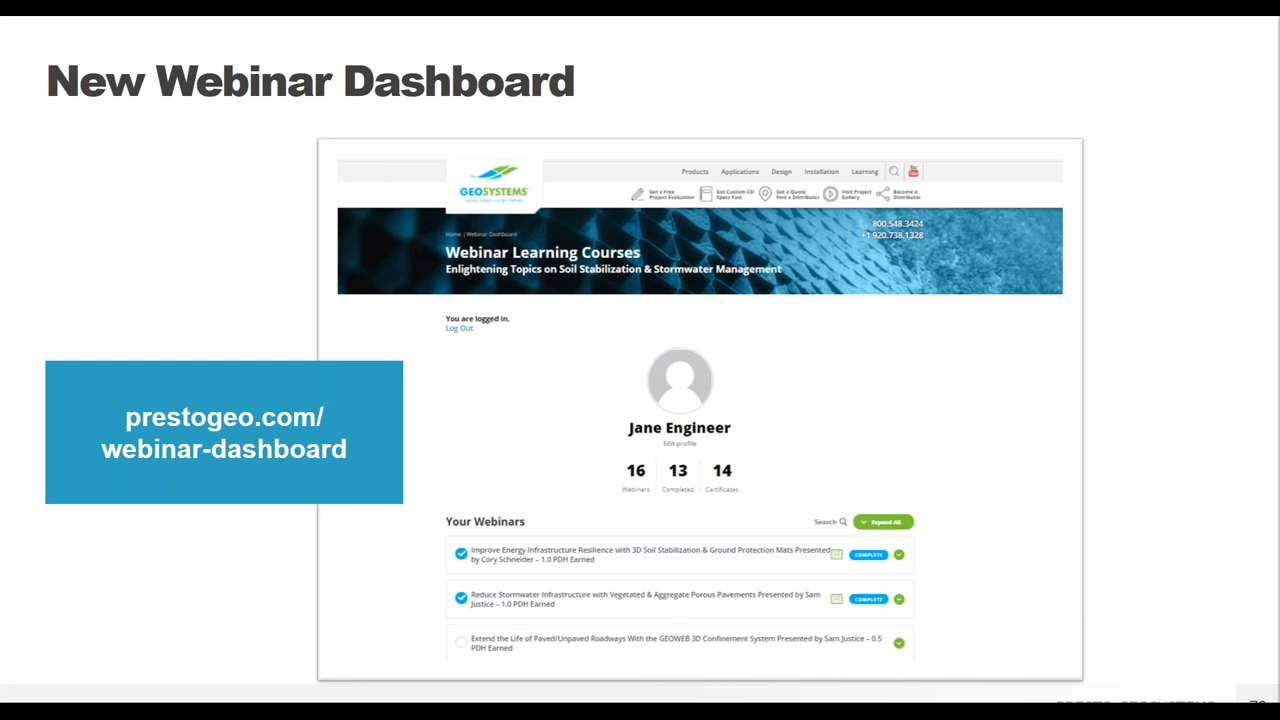 New Webinar Dashboard
GEOSYSTEMS
Products Applications Design Installation Learning
Get a Free
Project Evaluation
Get Custom CSI
Specs Fast
Get a Quote
Find a Distributor
Visit Project
Gallery
Become a
Distributor
800.548.3424
+1 920.738.1328
Home | Webinar Dashboard
Webinar Learning Courses
Enlightening Topics on Soil Stabilization & Stormwater Management
You are logged in.
Log Out
prestogeo.com/
webinar-dashboard
Jane Engineer
Edit profile
16 13 14
Webinars Completed Certificates
Your Webinars
Search
Expand All
Improve Energy Infrastructure Resilience with 3D Soil Stabilization & Ground Protection Mats Presented
by Cory Schneider – 1.0 PDH Earned
COMPLETE
Reduce Stormwater Infrastructure with Vegetated & Aggregate Porous Pavements Presented by Sam
Justice – 1.0 PDH Earned
COMPLETE
Extend the Life of Paved/Unpaved Roadways With the GEOWEB 3D Confinement System Presented by Sam Justice – 0.5
PDH Earned